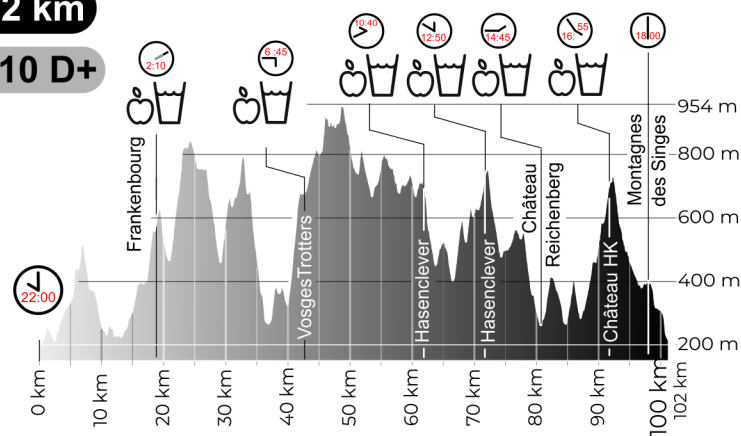 2 km
10 D+
22:00
2:10
6 :45
10:40
12:50
14:45
16: 55
18:00
Frankenbourg
VosgesTrotters
Hasenclever
Hasenclever
Château
Reichenberg
Château HK
Montagnes
des Singes
954 m
800 m
600 m
400 m
200 m
0 km
10 km
20 km
30 km
40 km
50 km
60 km
70 km
80 km
90 km
100 km
102 km